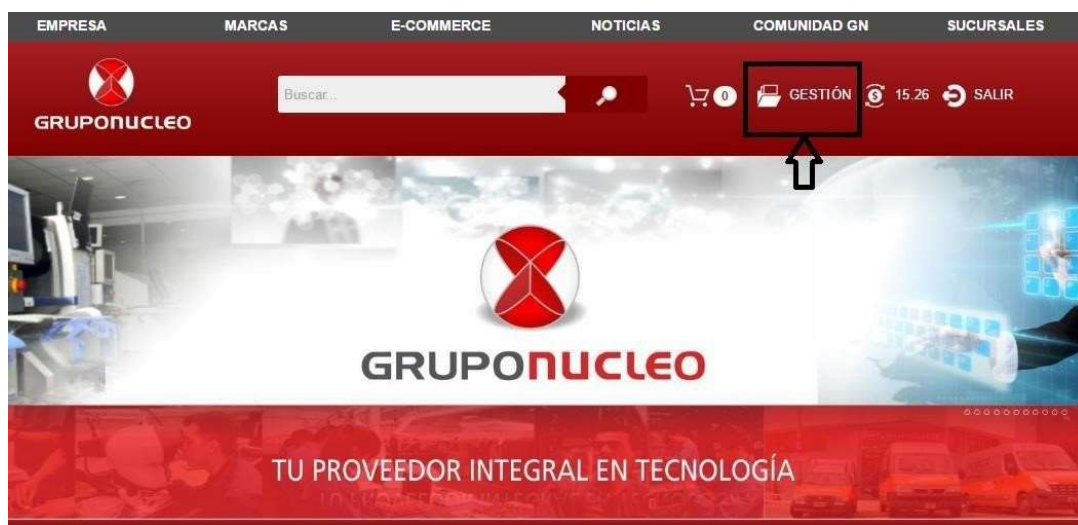 EMPRESA MARCAS E-COMMERCE NOTICIAS COMUNIDAD GN SUCURSALES
Buscar... 0 GESTIÓN $ 15.26 SALIR
GRUPONUCLEO
GRUPONUCLEO
TU PROVEEDOR INTEGRAL EN TECNOLOGÍA